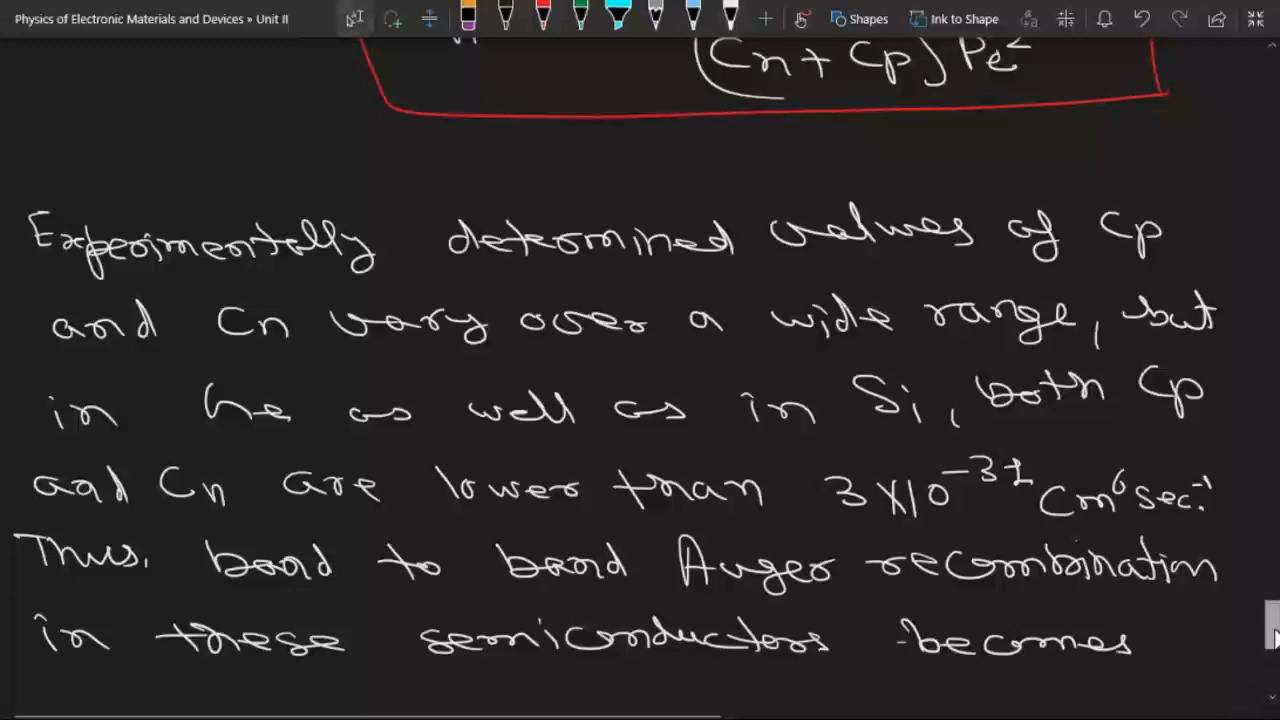 Physics of Electronic Materials and Devices » Unit II
Shapes
Ink to Shape
(Cn + Cp) Pe²
Experimentally determined values of Cp
and Cn vary over a wide range, but
in Ge as well as in Si, both Cp
and Cn are lower than 3 X 10⁻³¹ Cm⁶ sec⁻¹.
Thus, band to band Auger recombination
in these semiconductors becomes